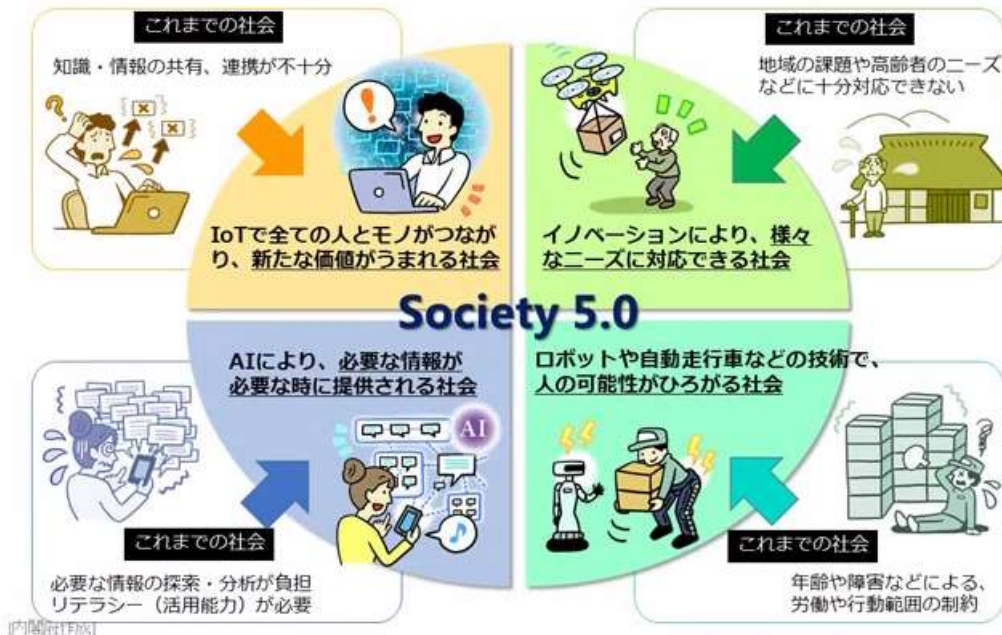 これまでの社会
知識・情報の共有、連携が不十分
IoTで全ての人とモノがつなが
り、新たな価値がうまれる社会
これまでの社会
地域の課題や高齢者のニーズ
などに十分対応できない
イノベーションにより、様々
なニーズに対応できる社会
Society 5.0
AIにより、必要な情報が
必要な時に提供される社会
AI
これまでの社会
必要な情報の探索・分析が負担
リテラシー（活用能力）が必要
ロボットや自動走行車などの技術で、
人の可能性がひろがる社会
これまでの社会
年齢や障害などによる、
労働や行動範囲の制約
[内閣府作成]